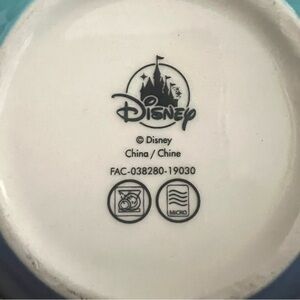 Disney
© Disney
China / Chine
FAC-038280-19030
MICRO